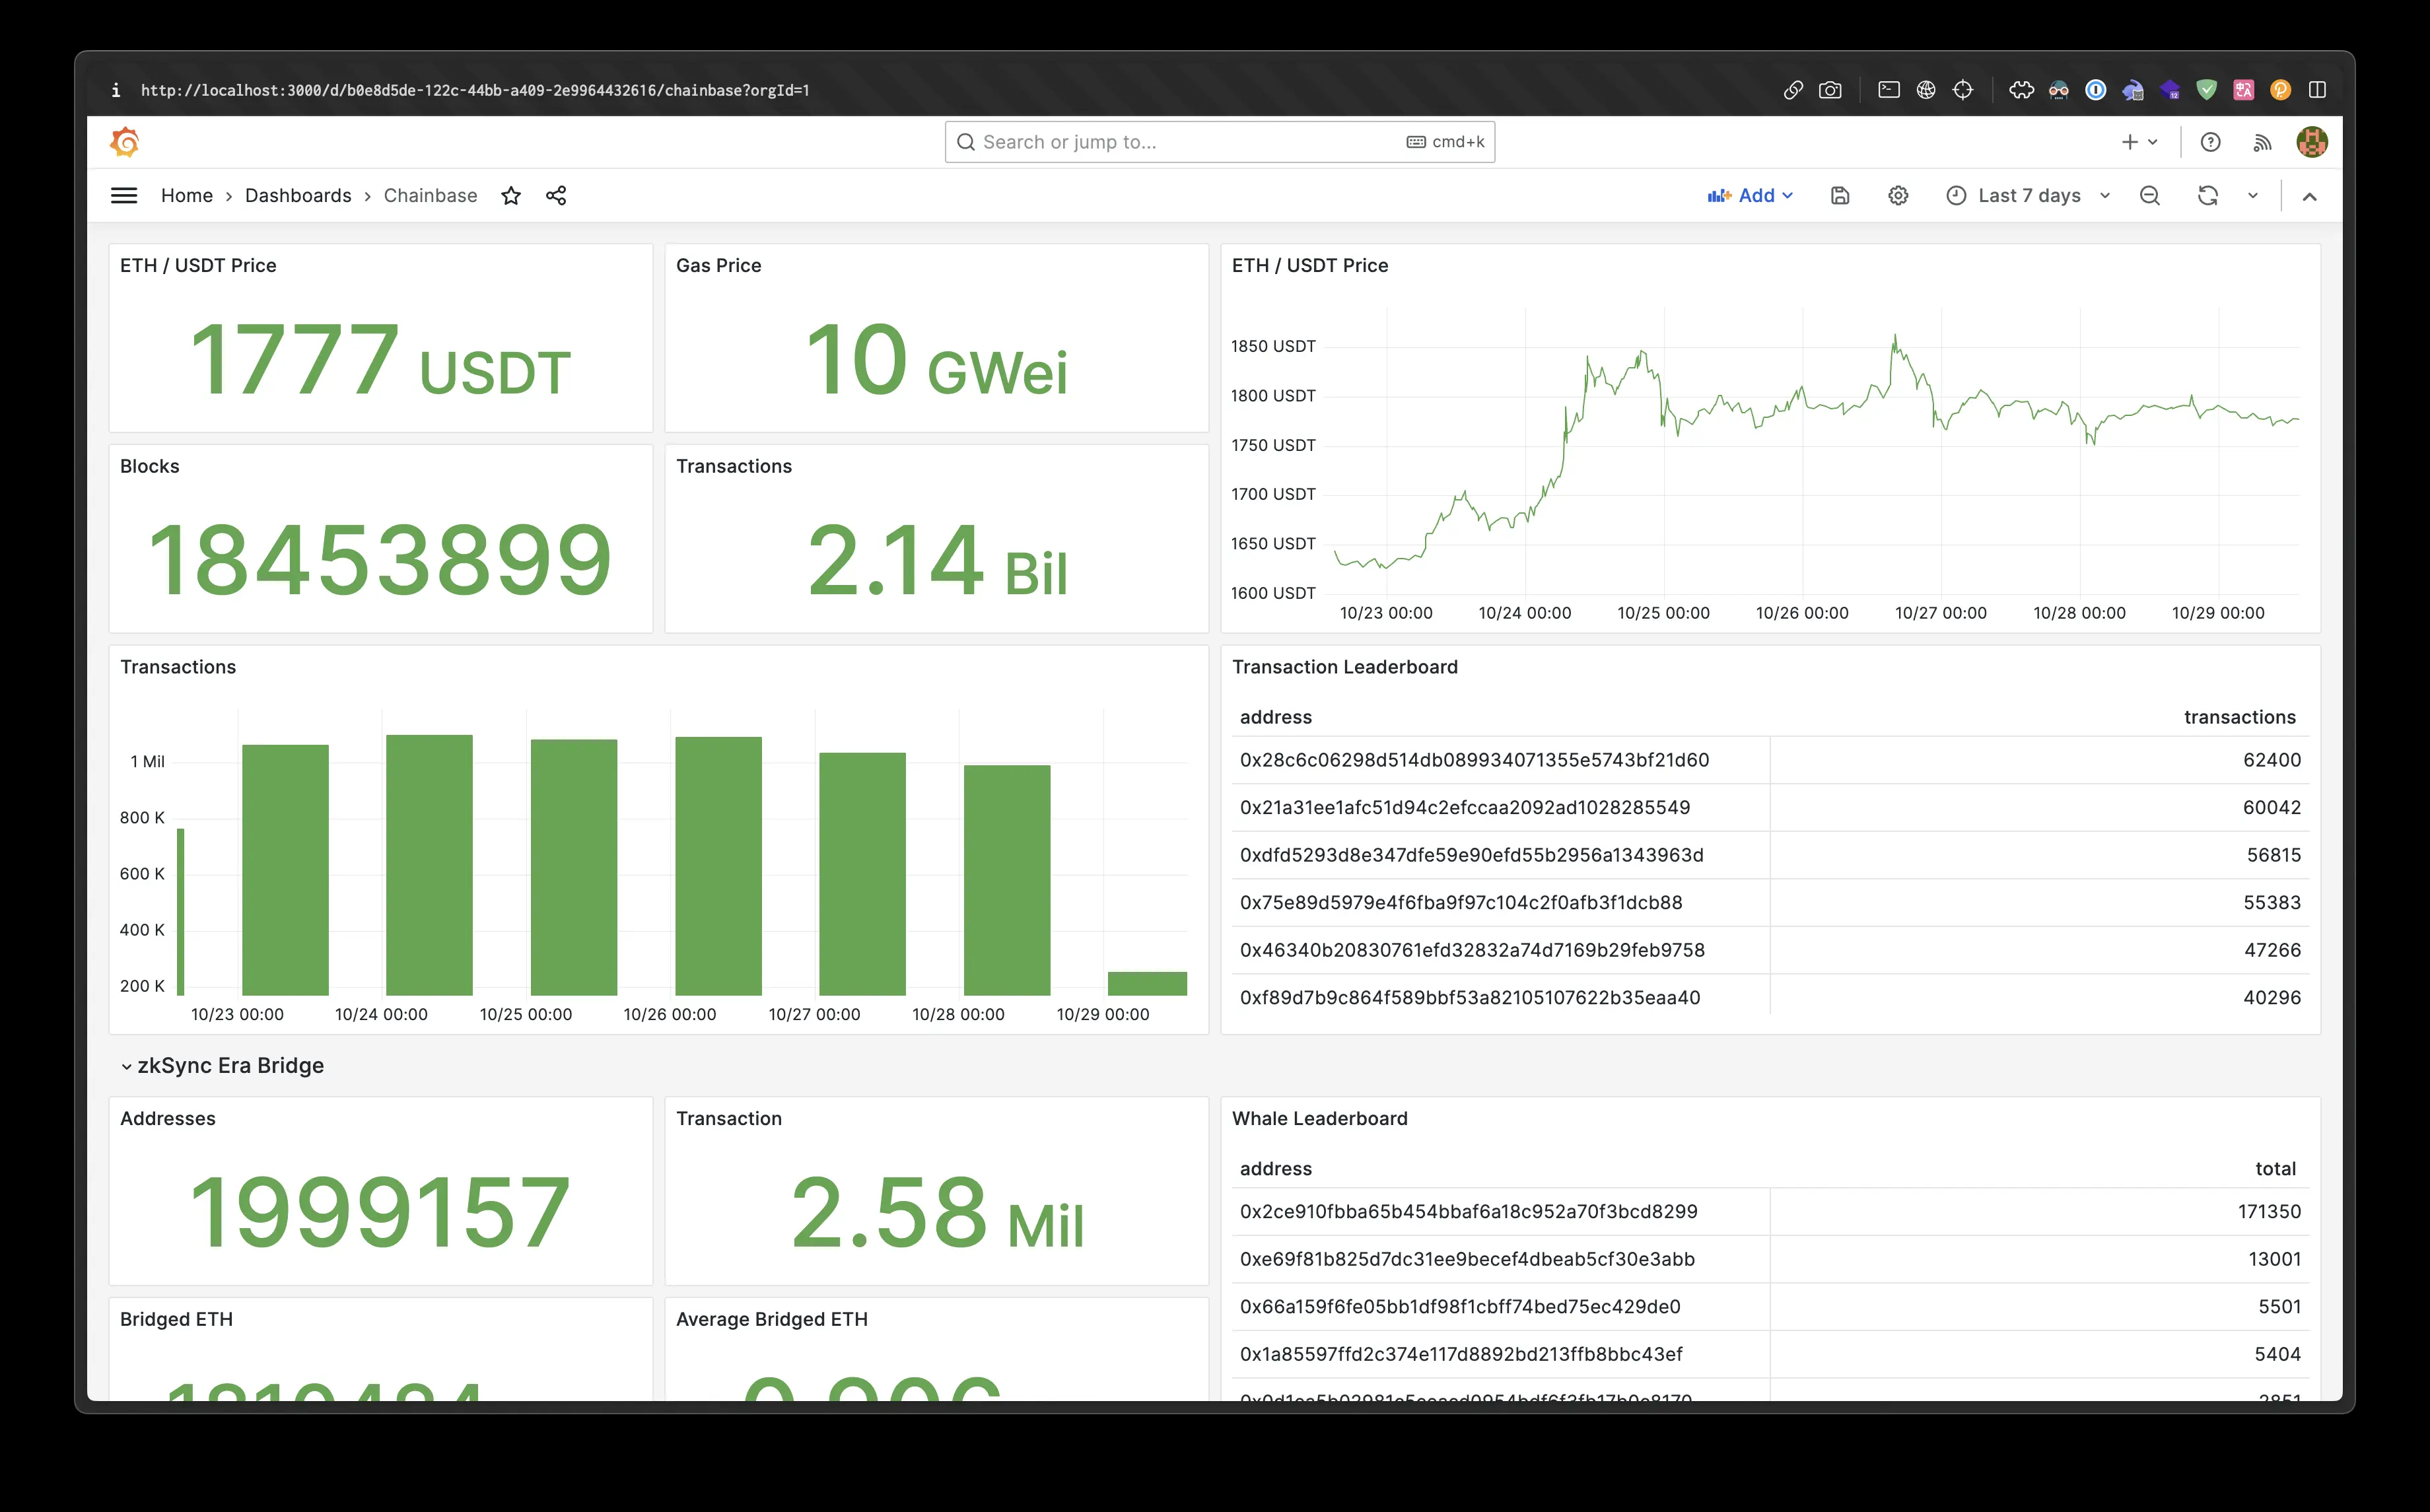 http://localhost:3000/d/b0e8d5de-122c-44bb-a409-2e9964432616/chainbase?orgId=1
Search or jump to...
cmd+k
Home › Dashboards › Chainbase
Add
Last 7 days
ETH / USDT Price
1777 USDT
Gas Price
10 GWei
Blocks
18453899
Transactions
2.14 Bil
ETH / USDT Price
1850 USDT
1800 USDT
1750 USDT
1700 USDT
1650 USDT
1600 USDT
10/23 00:00 10/24 00:00 10/25 00:00 10/26 00:00 10/27 00:00 10/28 00:00 10/29 00:00
Transactions
1 Mil
800 K
600 K
400 K
200 K
10/23 00:00 10/24 00:00 10/25 00:00 10/26 00:00 10/27 00:00 10/28 00:00 10/29 00:00
Transaction Leaderboard
address transactions
0x28c6c06298d514db089934071355e5743bf21d60 62400
0x21a31ee1afc51d94c2efccaa2092ad1028285549 60042
0xdfd5293d8e347dfe59e90efd55b2956a1343963d 56815
0x75e89d5979e4f6fba9f97c104c2f0afb3f1dcb88 55383
0x46340b20830761efd32832a74d7169b29feb9758 47266
0xf89d7b9c864f589bbf53a82105107622b35eaa40 40296
zkSync Era Bridge
Addresses
1999157
Transaction
2.58 Mil
Bridged ETH
Average Bridged ETH
Whale Leaderboard
address total
0x2ce910fbba65b454bbaf6a18c952a70f3bcd8299 171350
0xe69f81b825d7dc31ee9becef4dbeab5cf30e3abb 13001
0x66a159f6fe05bb1df98f1cbff74bed75ec429de0 5501
0x1a85597ffd2c374e117d8892bd213ffb8bbc43ef 5404